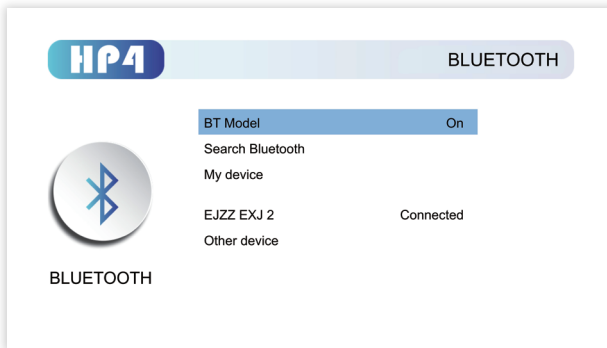 HP4
BLUETOOTH
BT Model On
Search Bluetooth
My device
EJZZ EXJ 2 Connected
Other device
BLUETOOTH